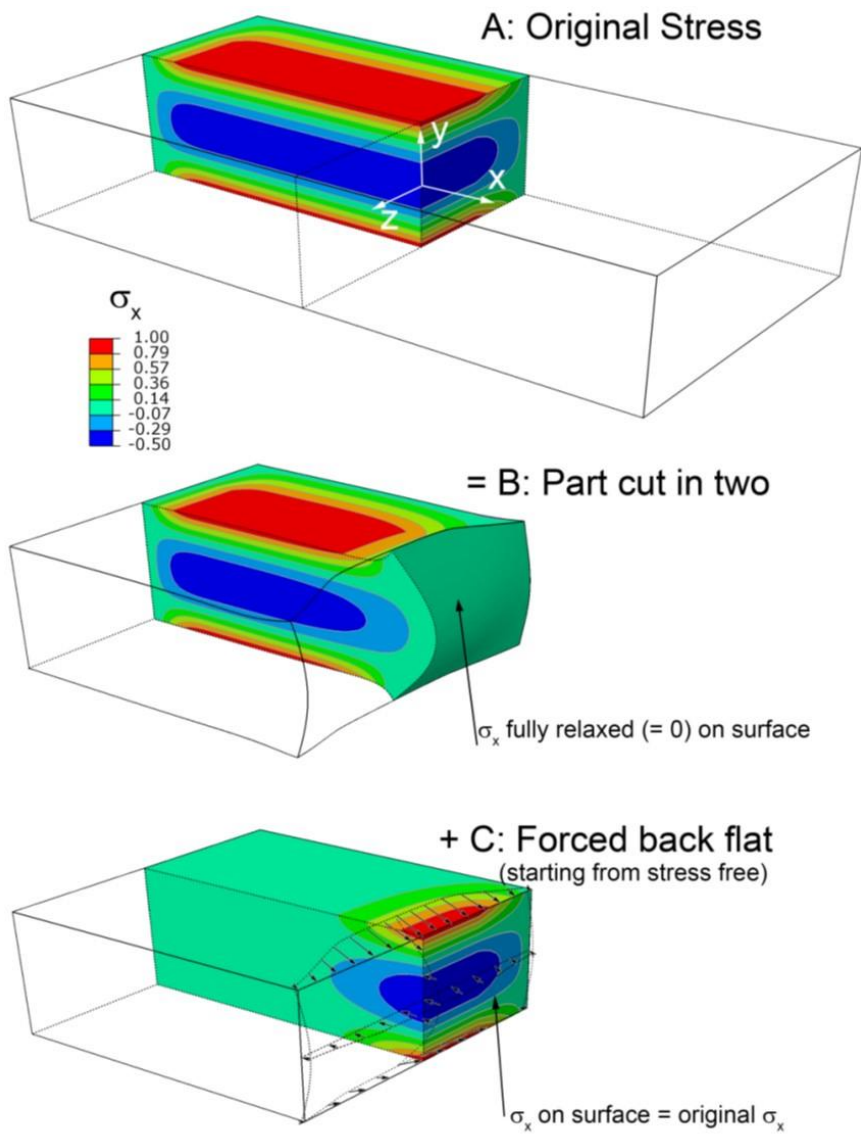 A: Original Stress
y
x
z
σx
1.00
0.79
0.57
0.36
0.14
-0.07
-0.29
-0.50
= B: Part cut in two
σx fully relaxed (= 0) on surface
+ C: Forced back flat
(starting from stress free)
σx on surface = original σx